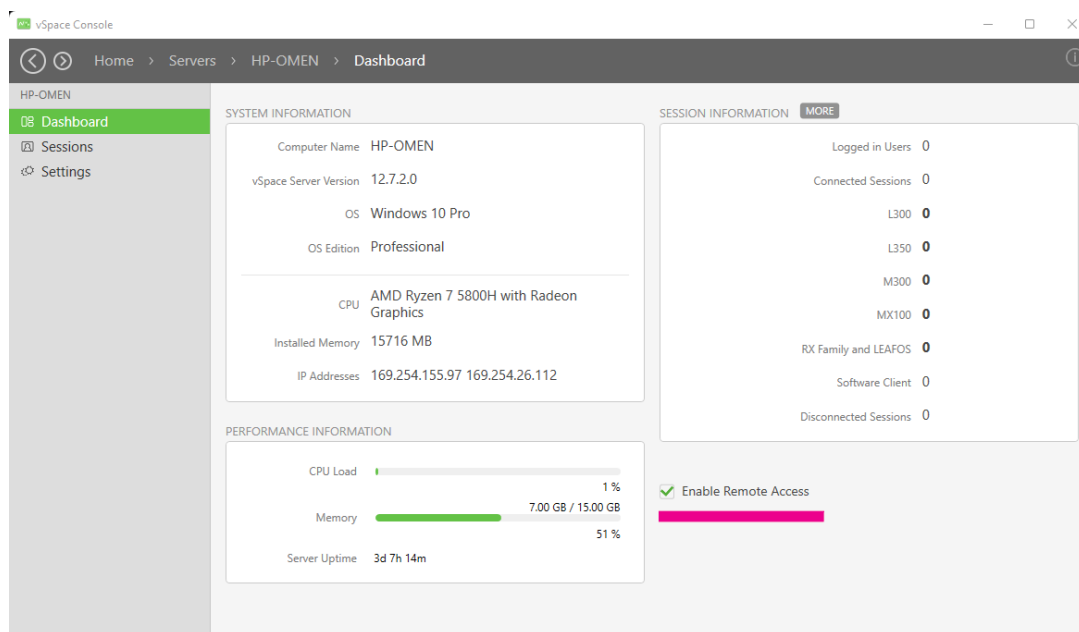 vSpace Console
Home > Servers > HP-OMEN > Dashboard
HP-OMEN
Dashboard
Sessions
Settings
SYSTEM INFORMATION
Computer Name HP-OMEN
vSpace Server Version 12.7.2.0
OS Windows 10 Pro
OS Edition Professional
CPU AMD Ryzen 7 5800H with Radeon
Graphics
Installed Memory 15716 MB
IP Addresses 169.254.155.97 169.254.26.112
PERFORMANCE INFORMATION
CPU Load
1 %
7.00 GB / 15.00 GB
Memory
51 %
Server Uptime 3d 7h 14m
SESSION INFORMATION MORE
Logged in Users 0
Connected Sessions 0
L300 0
L350 0
M300 0
MX100 0
RX Family and LEAFOS 0
Software Client 0
Disconnected Sessions 0
Enable Remote Access